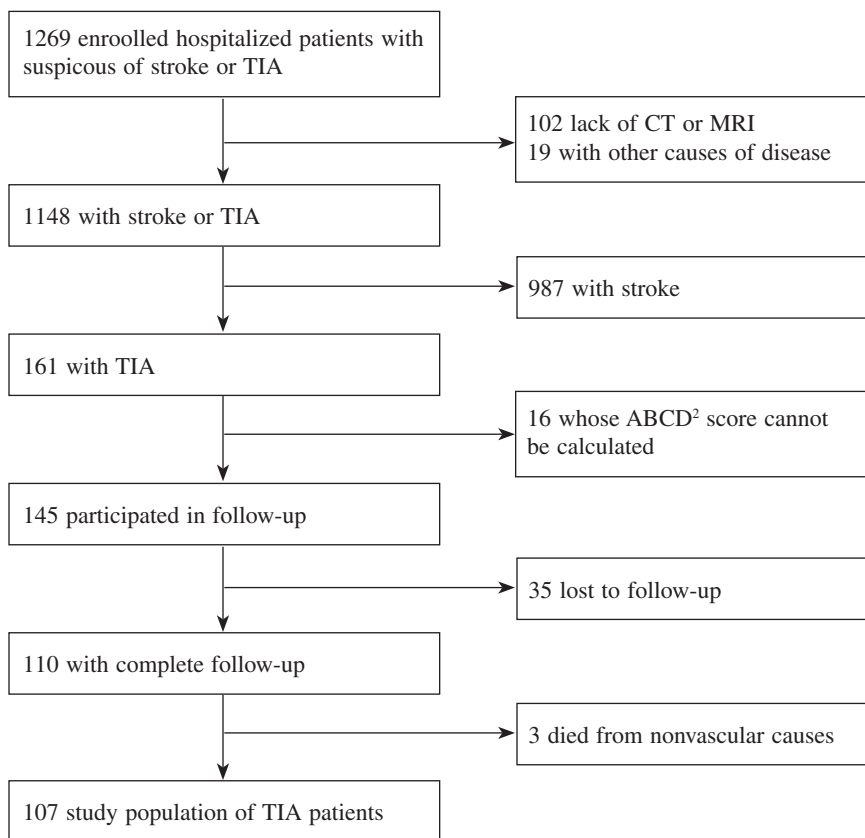 1269 enroolled hospitalized patients with
suspicous of stroke or TIA
102 lack of CT or MRI
19 with other causes of disease
1148 with stroke or TIA
987 with stroke
161 with TIA
16 whose ABCD² score cannot
be calculated
145 participated in follow-up
35 lost to follow-up
110 with complete follow-up
3 died from nonvascular causes
107 study population of TIA patients